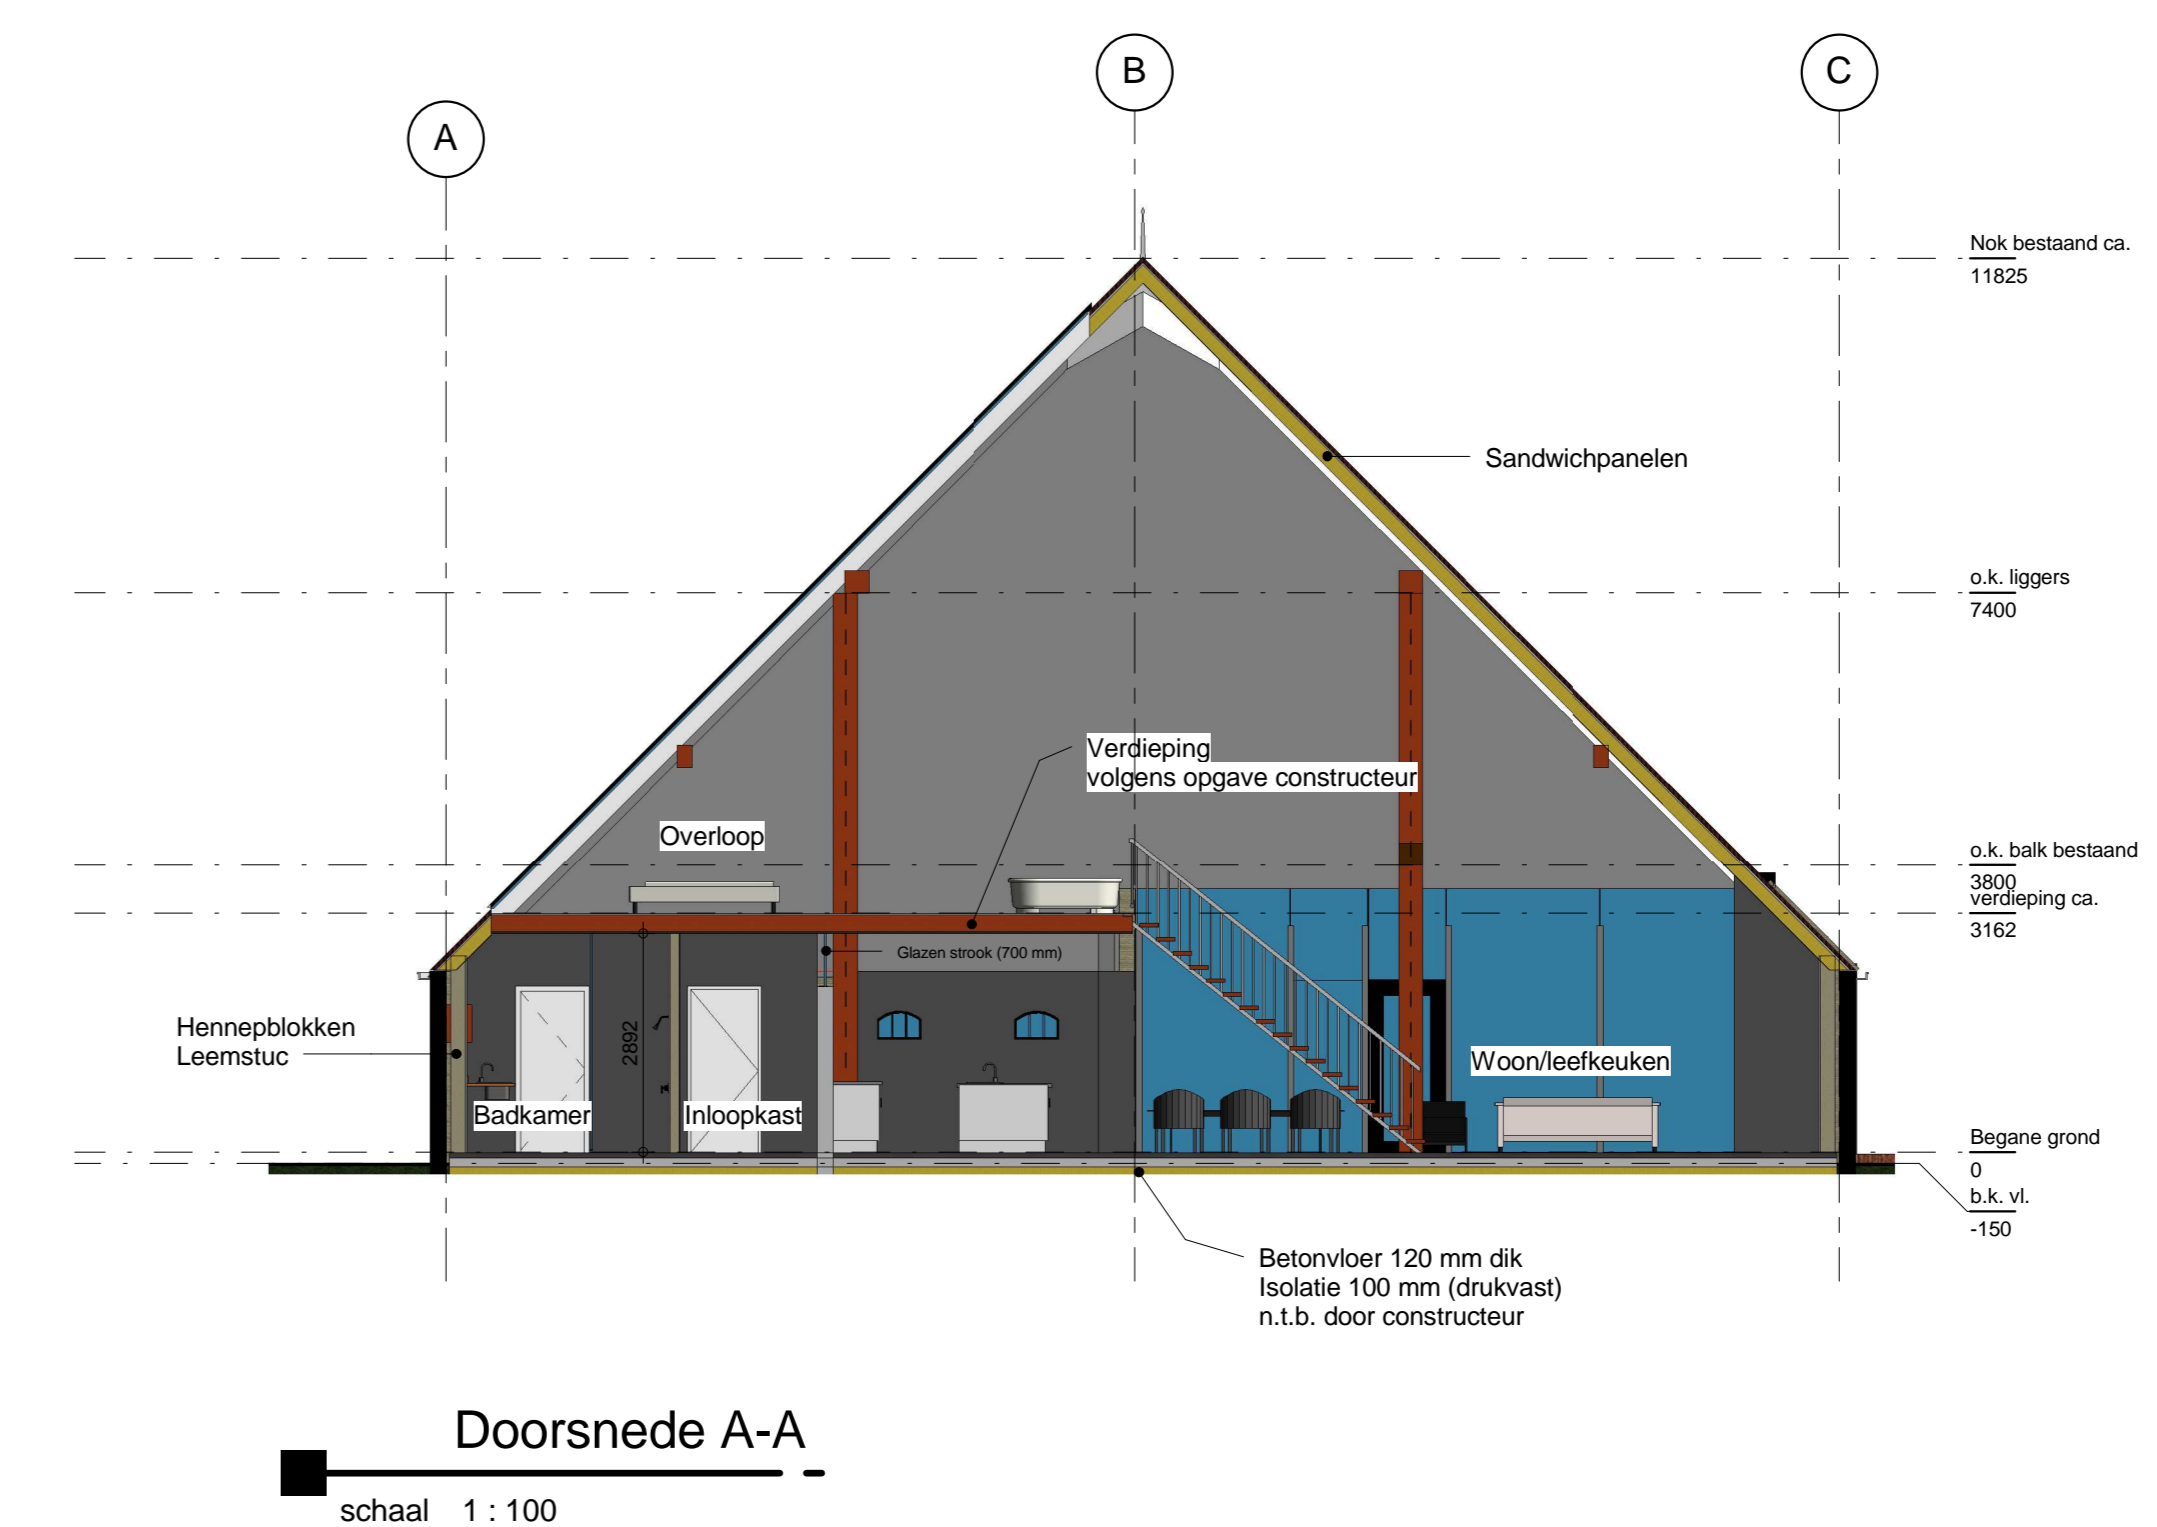 A
B
C
Nok bestaand ca.
11825
Sandwichpanelen
o.k. liggers
7400
Verdieping
volgens opgave constructeur
Overloop
o.k. balk bestaand
3800
verdieping ca.
3162
Glazen strook (700 mm)
Hennepblokken
Leemstuc
2892
Woon/leefkeuken
Badkamer
Inloopkast
Begane grond
0
b.k. vl.
-150
Betonvloer 120 mm dik
Isolatie 100 mm (drukvast)
n.t.b. door constructeur
Doorsnede A-A
schaal 1 : 100